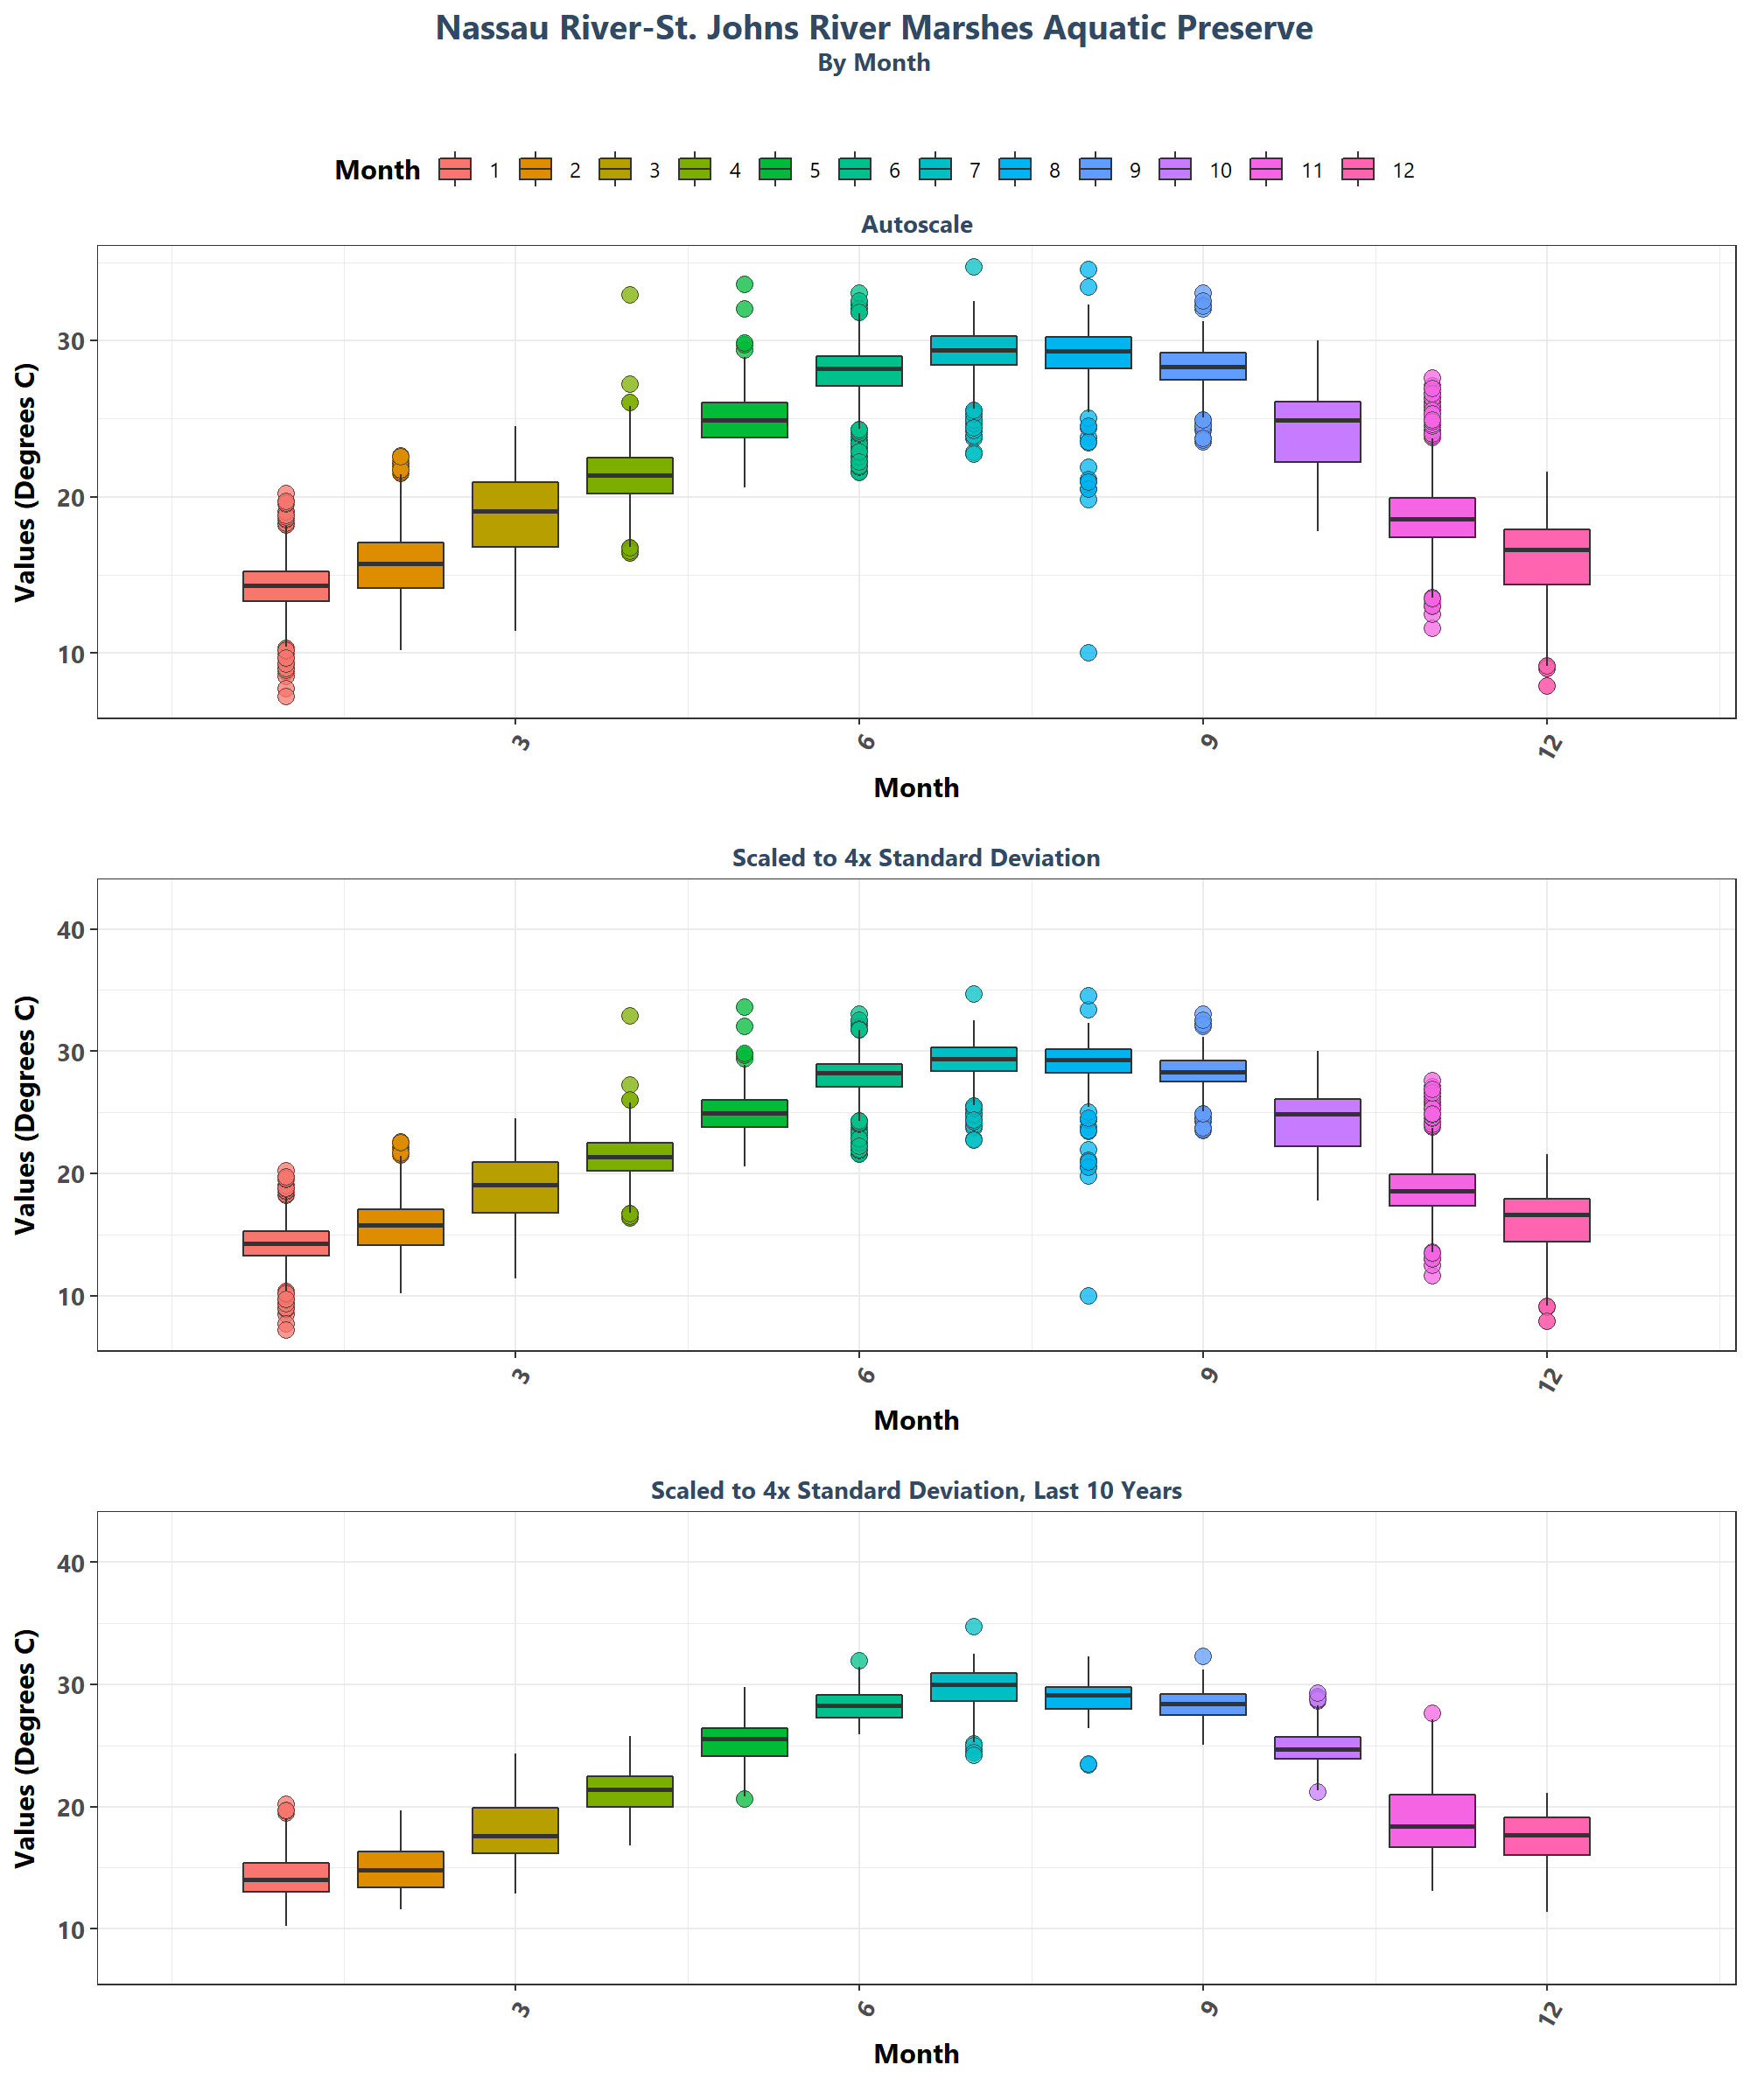 Nassau River-St. Johns River Marshes Aquatic Preserve
By Month
Month 1 2 3 4 5 6 7 8 9 10 11 12
Autoscale
Values (Degrees C)
30
20
10
3 6 9 12
Month
Scaled to 4x Standard Deviation
Values (Degrees C)
40
30
20
10
3 6 9 12
Month
Scaled to 4x Standard Deviation, Last 10 Years
Values (Degrees C)
40
30
20
10
3 6 9 12
Month